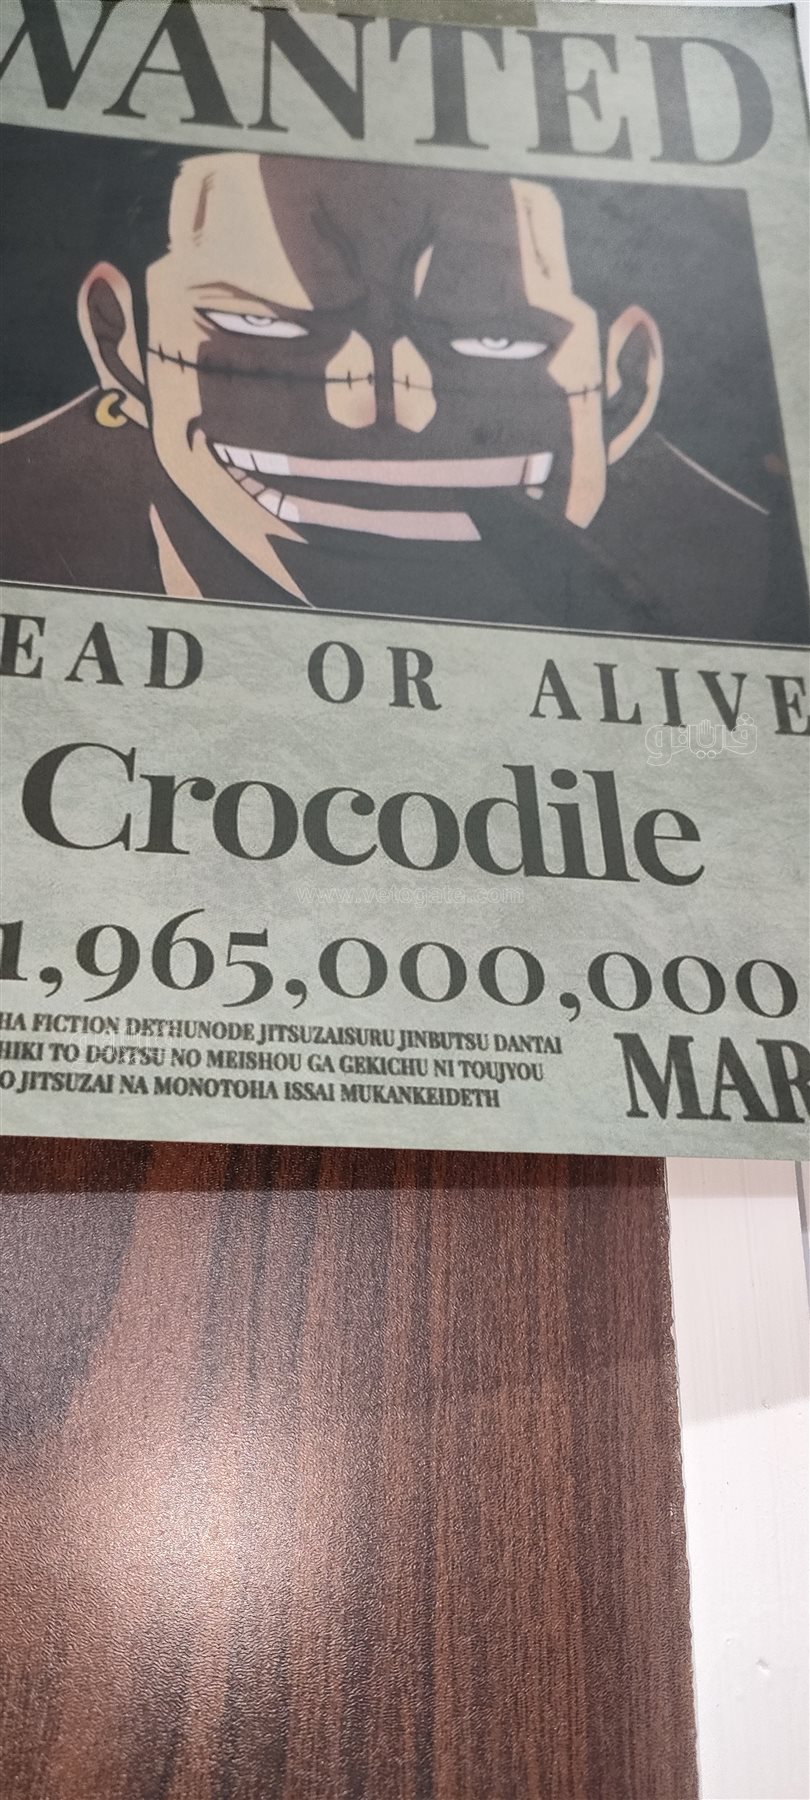 WANTED
EAD OR ALIVE
فيتو
Crocodile
www.vetogate.com
1,965,000,000
HA FICTION DETHUNODE JITSUZAISURU JINBUTSU DANTAI
HIKI TO DOITSU NO MEISHOU GA GEKICHU NI TOUJYOU
O JITSUZAI NA MONOTOHA ISSAI MUKANKEIDETH
MAR